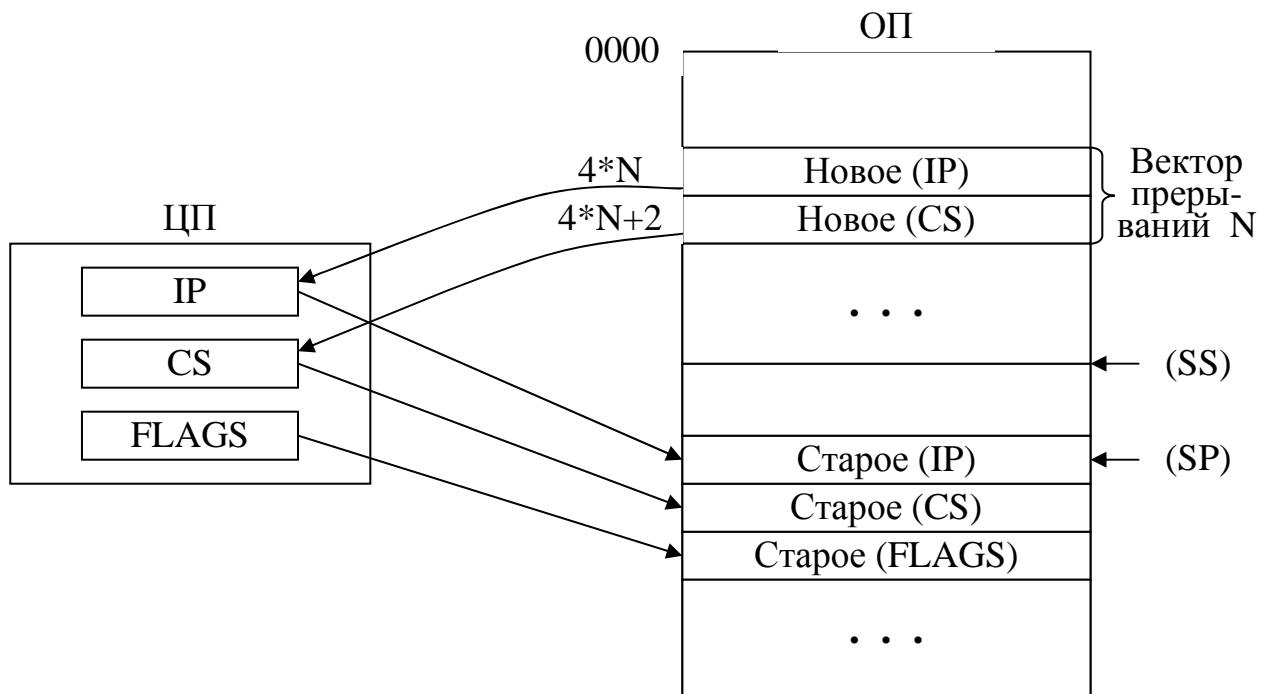 ОП
0000
4*N
Новое (IP)
Вектор
преры-
ваний N
4*N+2
Новое (CS)
ЦП
IP
. . .
CS
(SS)
FLAGS
Старое (IP)
(SP)
Старое (CS)
Старое (FLAGS)
. . .